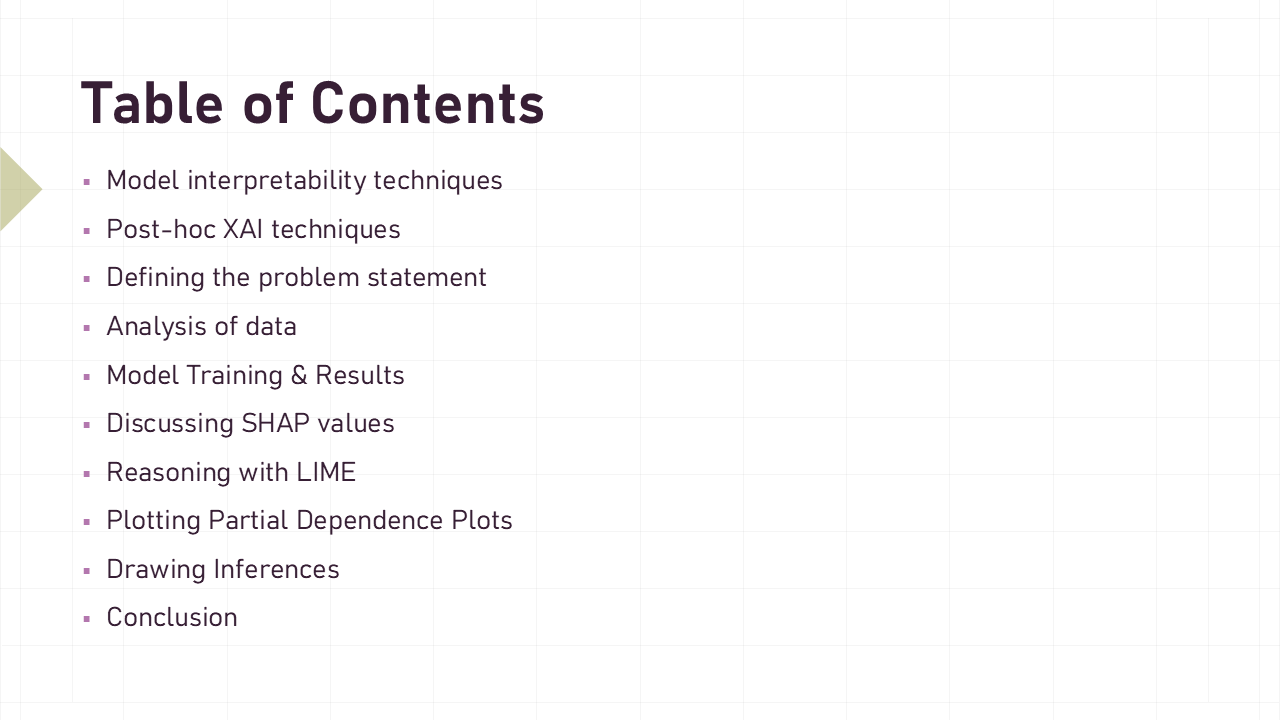 Table of Contents
▪ Model interpretability techniques
▪ Post-hoc XAI techniques
▪ Defining the problem statement
▪ Analysis of data
▪ Model Training & Results
▪ Discussing SHAP values
▪ Reasoning with LIME
▪ Plotting Partial Dependence Plots
▪ Drawing Inferences
▪ Conclusion